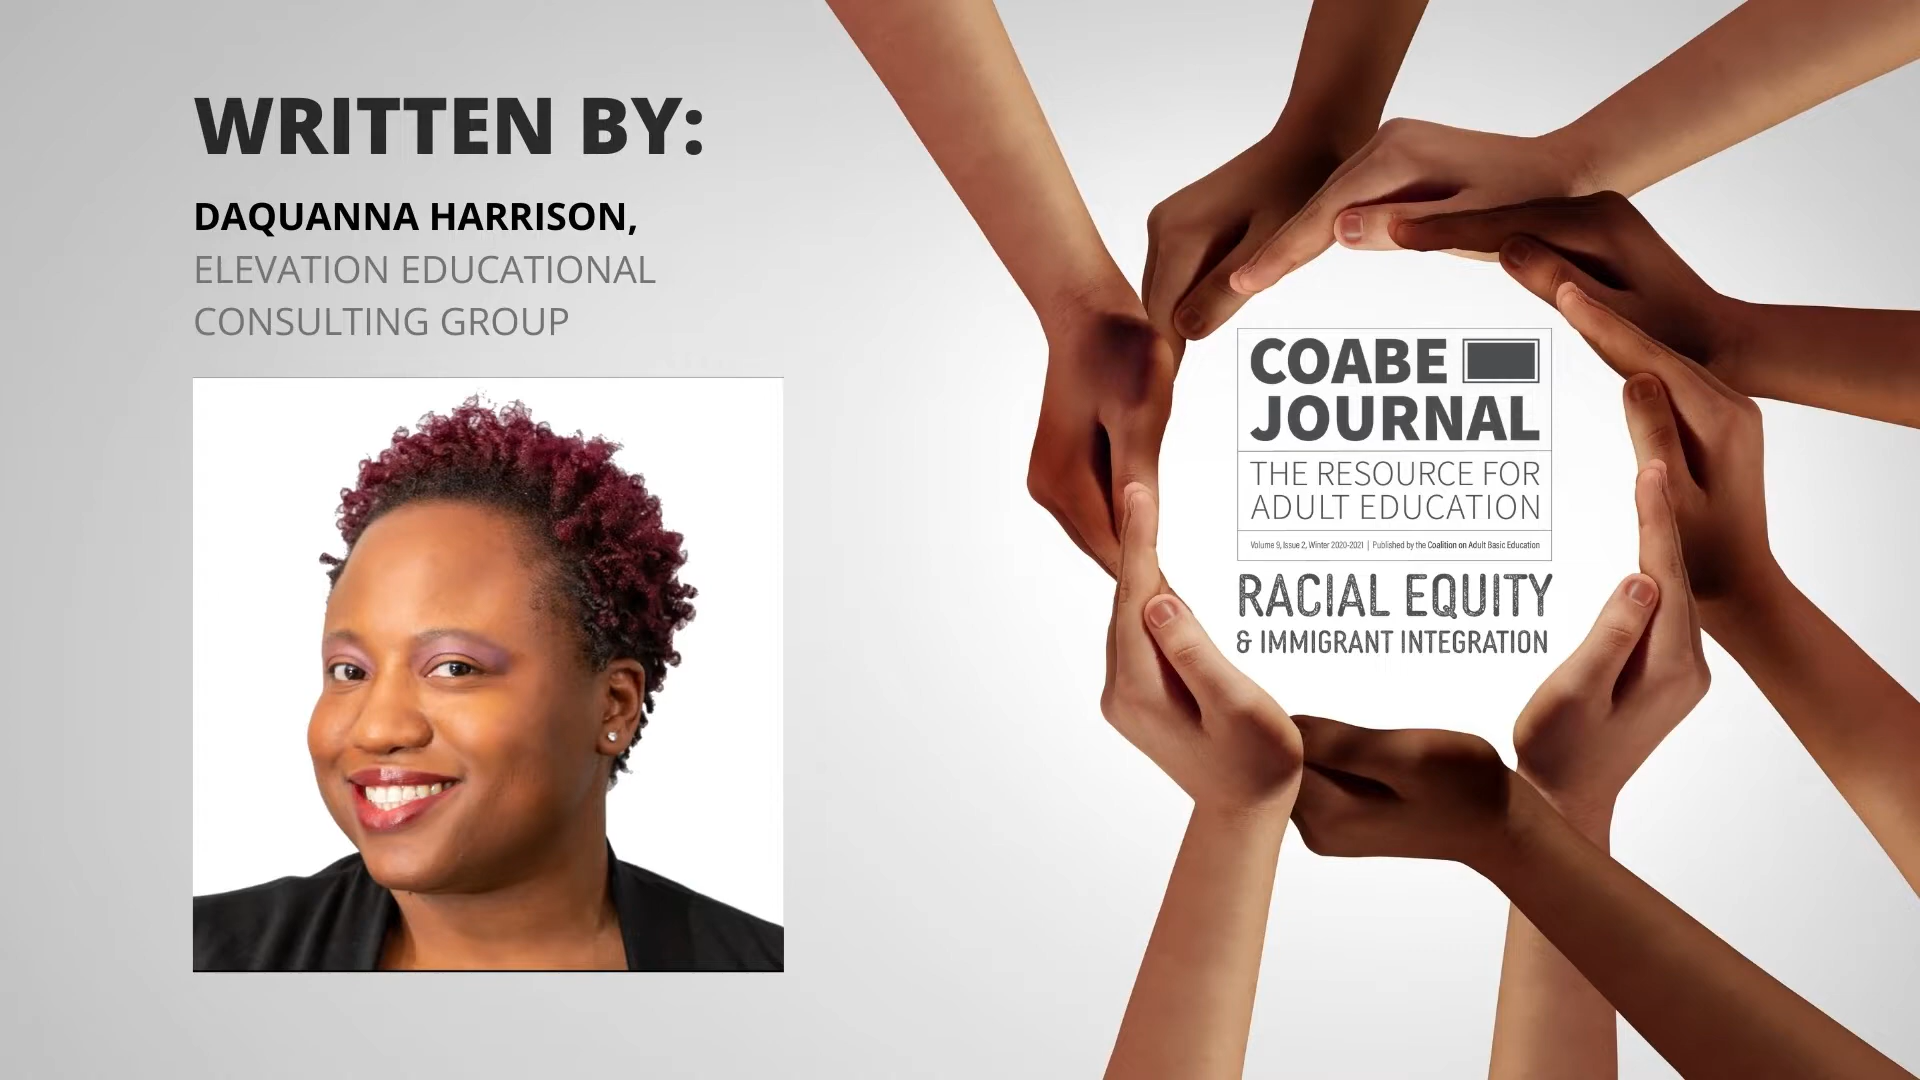 WRITTEN BY:
DAQUANNA HARRISON,
ELEVATION EDUCATIONAL
CONSULTING GROUP
COABE
JOURNAL
THE RESOURCE FOR
ADULT EDUCATION
Volume 9, Issue 2, Winter 2020-2021 | Published by the Coalition on Adult Basic Education
RACIAL EQUITY
& IMMIGRANT INTEGRATION